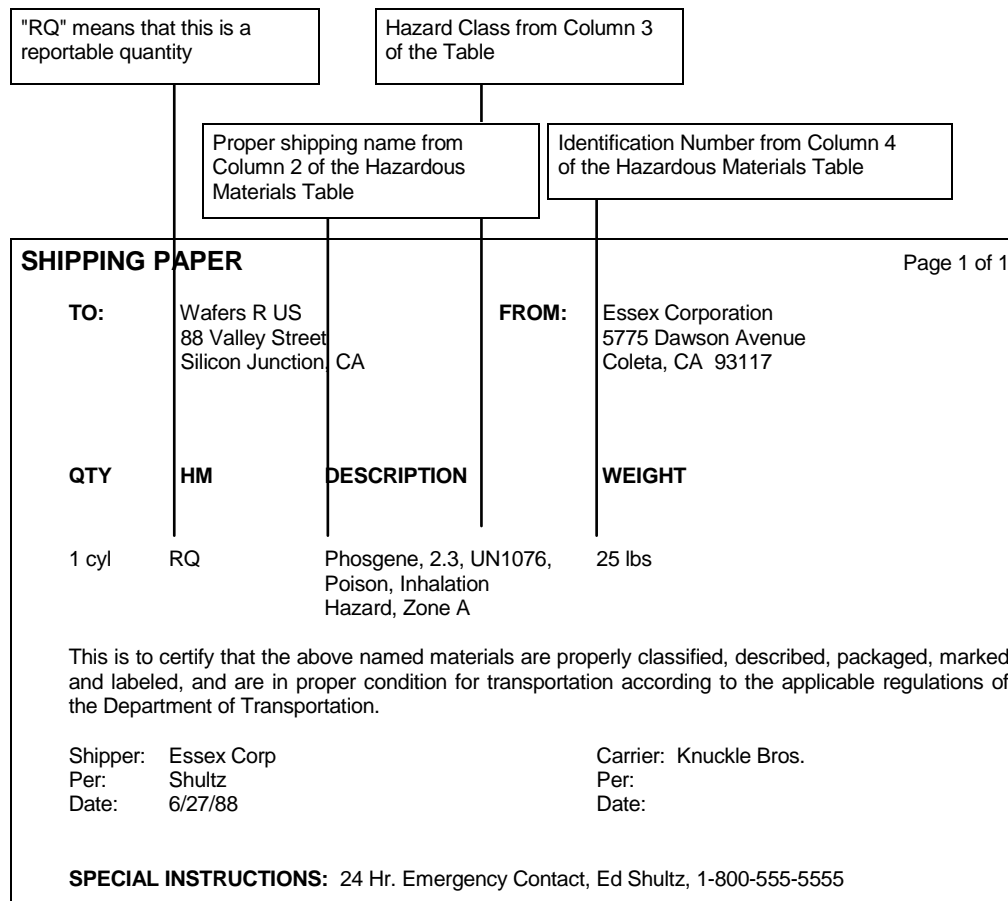 "RQ" means that this is a
reportable quantity
Hazard Class from Column 3
of the Table
Proper shipping name from
Column 2 of the Hazardous
Materials Table
Identification Number from Column 4
of the Hazardous Materials Table
SHIPPING PAPER Page 1 of 1
TO: Wafers R US FROM: Essex Corporation
88 Valley Street 5775 Dawson Avenue
Silicon Junction, CA Coleta, CA 93117
QTY HM DESCRIPTION WEIGHT
1 cyl RQ Phosgene, 2.3, UN1076, 25 lbs
Poison, Inhalation
Hazard, Zone A
This is to certify that the above named materials are properly classified, described, packaged, marked
and labeled, and are in proper condition for transportation according to the applicable regulations of
the Department of Transportation.
Shipper: Essex Corp Carrier: Knuckle Bros.
Per: Shultz Per:
Date: 6/27/88 Date:
SPECIAL INSTRUCTIONS: 24 Hr. Emergency Contact, Ed Shultz, 1-800-555-5555